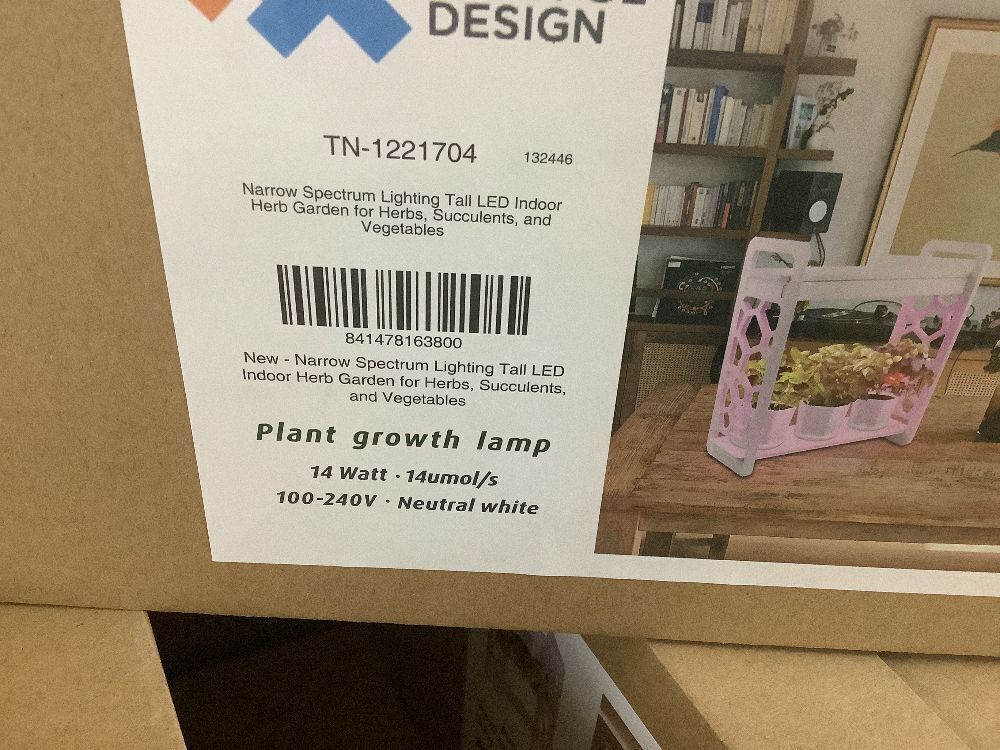 DESIGN
TN-1221704 132446
Narrow Spectrum Lighting Tall LED Indoor
Herb Garden for Herbs, Succulents, and
Vegetables
841478163800
New - Narrow Spectrum Lighting Tall LED
Indoor Herb Garden for Herbs, Succulents,
and Vegetables
Plant growth lamp
14 Watt · 14umol/s
100-240V · Neutral white